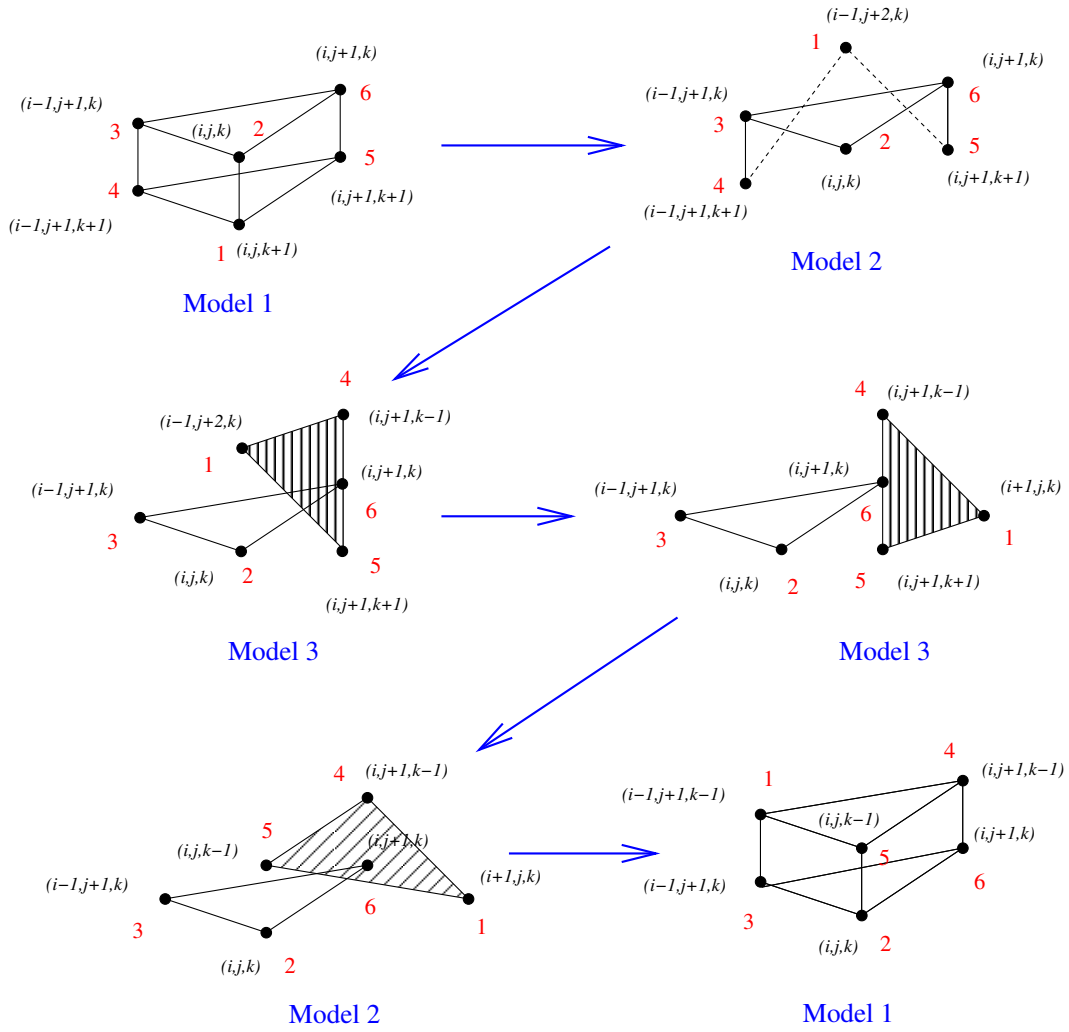 (i−1,j+2,k)
1
(i,j+1,k)
6
(i−1,j+1,k)
3
(i,j,k)
2
5
4
(i,j+1,k+1)
(i−1,j+1,k+1)
1
(i,j,k+1)
Model 1
(i,j+1,k)
(i−1,j+1,k)
6
3
2
5
4
(i,j,k)
(i,j+1,k+1)
(i−1,j+1,k+1)
Model 2
4
(i−1,j+2,k)
(i,j+1,k−1)
1
(i,j+1,k)
(i−1,j+1,k)
6
3
5
(i,j,k)
2
(i,j+1,k+1)
Model 3
4
(i,j+1,k−1)
(i,j+1,k)
(i−1,j+1,k)
(i+1,j,k)
6
3
1
(i,j,k)
2
5
(i,j+1,k+1)
Model 3
4
(i,j+1,k−1)
5
(i,j+1,k)
(i,j,k−1)
(i−1,j+1,k)
(i+1,j,k)
6
3
1
(i,j,k)
2
Model 2
4
(i,j+1,k−1)
1
(i−1,j+1,k−1)
(i,j,k−1)
(i,j+1,k)
5
(i−1,j+1,k)
6
3
(i,j,k)
2
Model 1